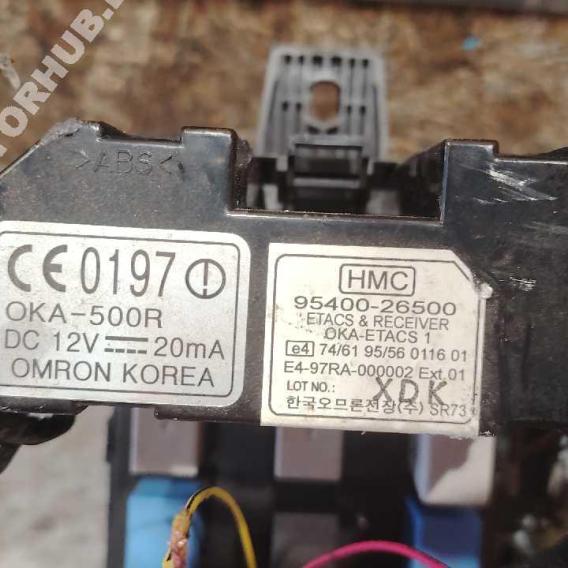 >ABS<
CE0197
OKA-500R
DC 12V 20mA
OMRON KOREA
HMC
95400-26500
ETACS & RECEIVER
OKA-ETACS 1
e4 74/61 95/56 0116 01
E4-97RA-000002 Ext.01
LOT NO.: XDK
한국오므론전장(주) SR73